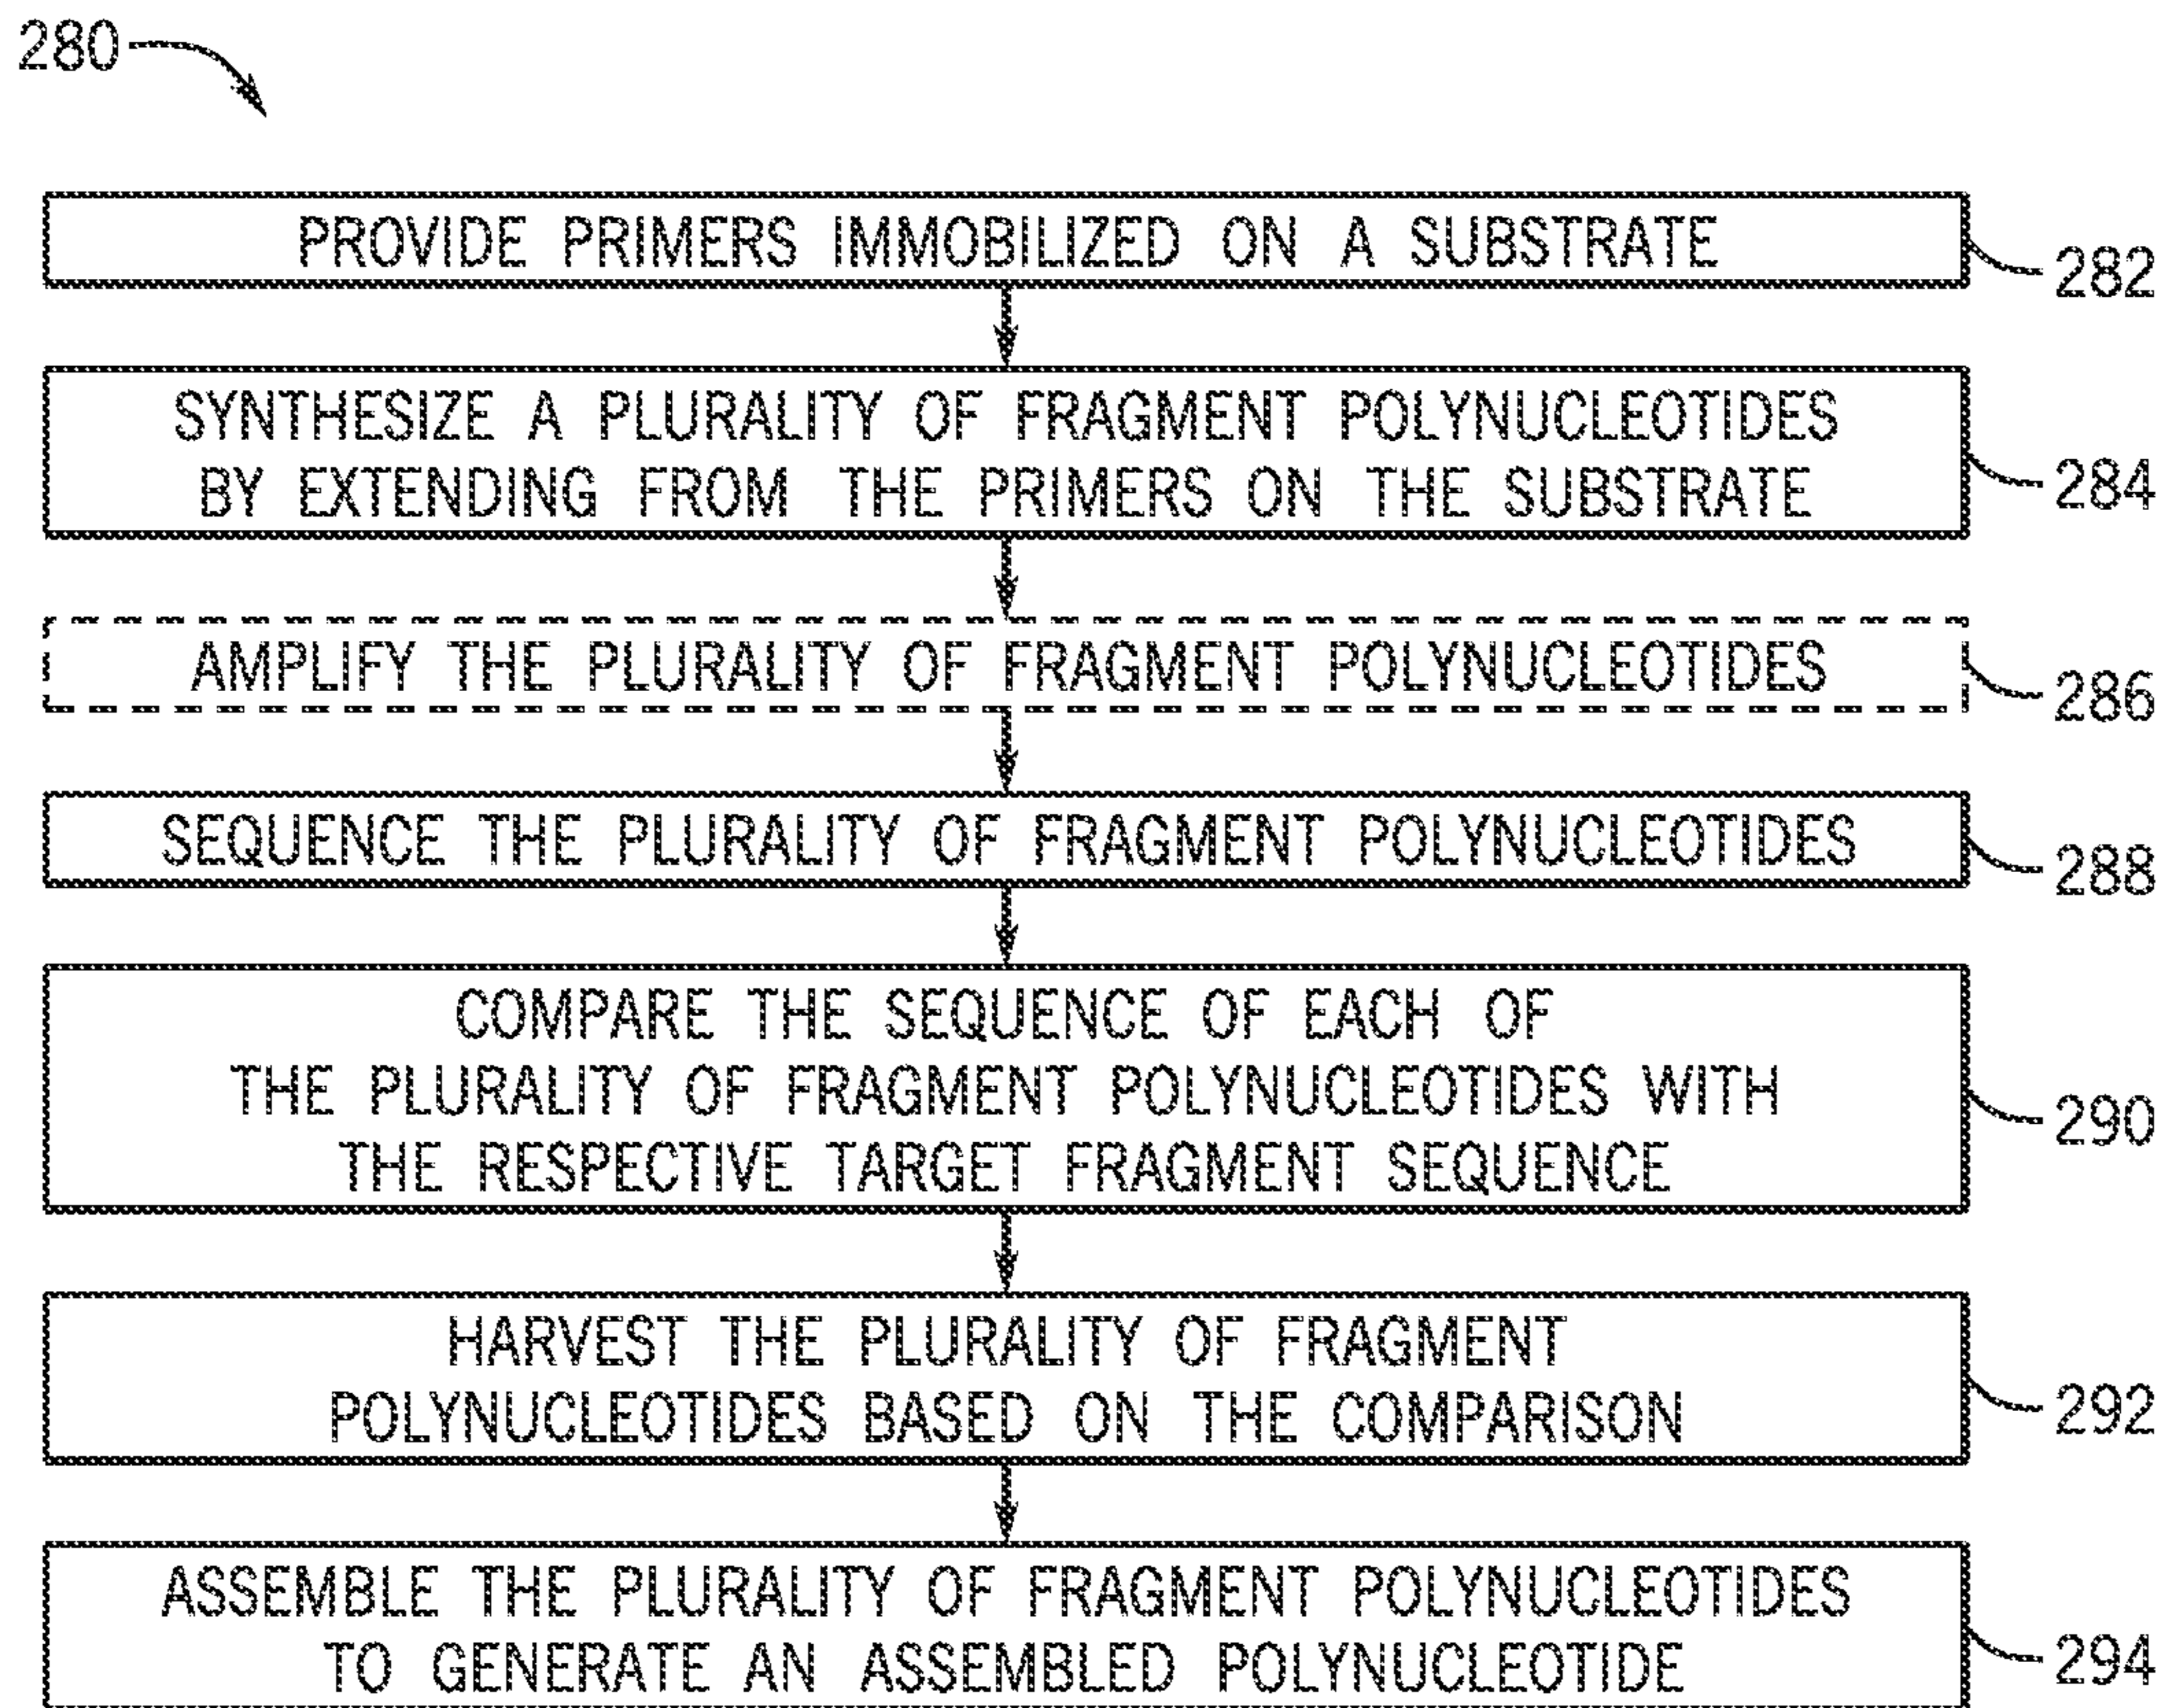 280
PROVIDE PRIMERS IMMOBILIZED ON A SUBSTRATE
282
SYNTHESIZE A PLURALITY OF FRAGMENT POLYNUCLEOTIDES
BY EXTENDING FROM THE PRIMERS ON THE SUBSTRATE
284
AMPLIFY THE PLURALITY OF FRAGMENT POLYNUCLEOTIDES
286
SEQUENCE THE PLURALITY OF FRAGMENT POLYNUCLEOTIDES
288
COMPARE THE SEQUENCE OF EACH OF
THE PLURALITY OF FRAGMENT POLYNUCLEOTIDES WITH
THE RESPECTIVE TARGET FRAGMENT SEQUENCE
290
HARVEST THE PLURALITY OF FRAGMENT
POLYNUCLEOTIDES BASED ON THE COMPARISON
292
ASSEMBLE THE PLURALITY OF FRAGMENT POLYNUCLEOTIDES
TO GENERATE AN ASSEMBLED POLYNUCLEOTIDE
294